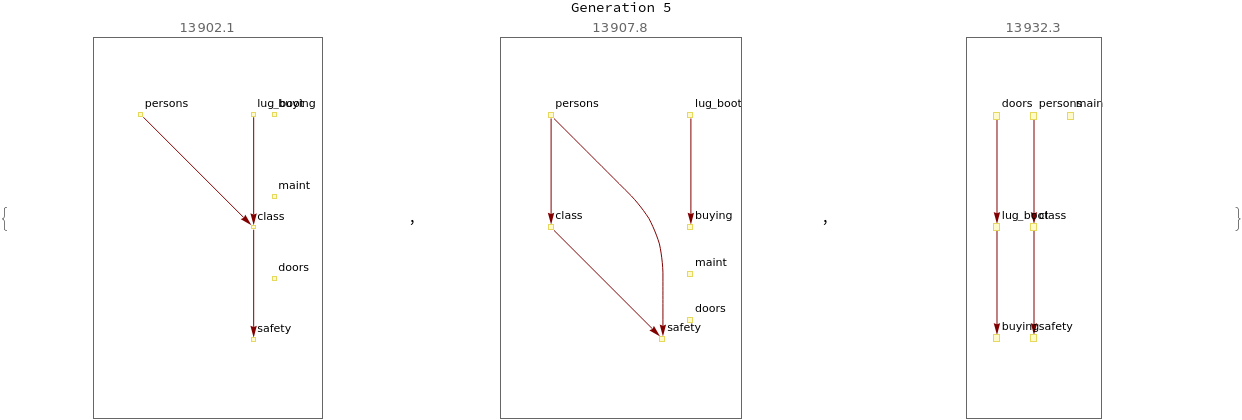 Generation 5
13902.1
13907.8
13932.3
persons
lug_boot
buying
maint
class
doors
safety
persons
lug_boot
class
buying
maint
doors
safety
doors
persons
main
lug_boot
class
buying
safety
{ , , }